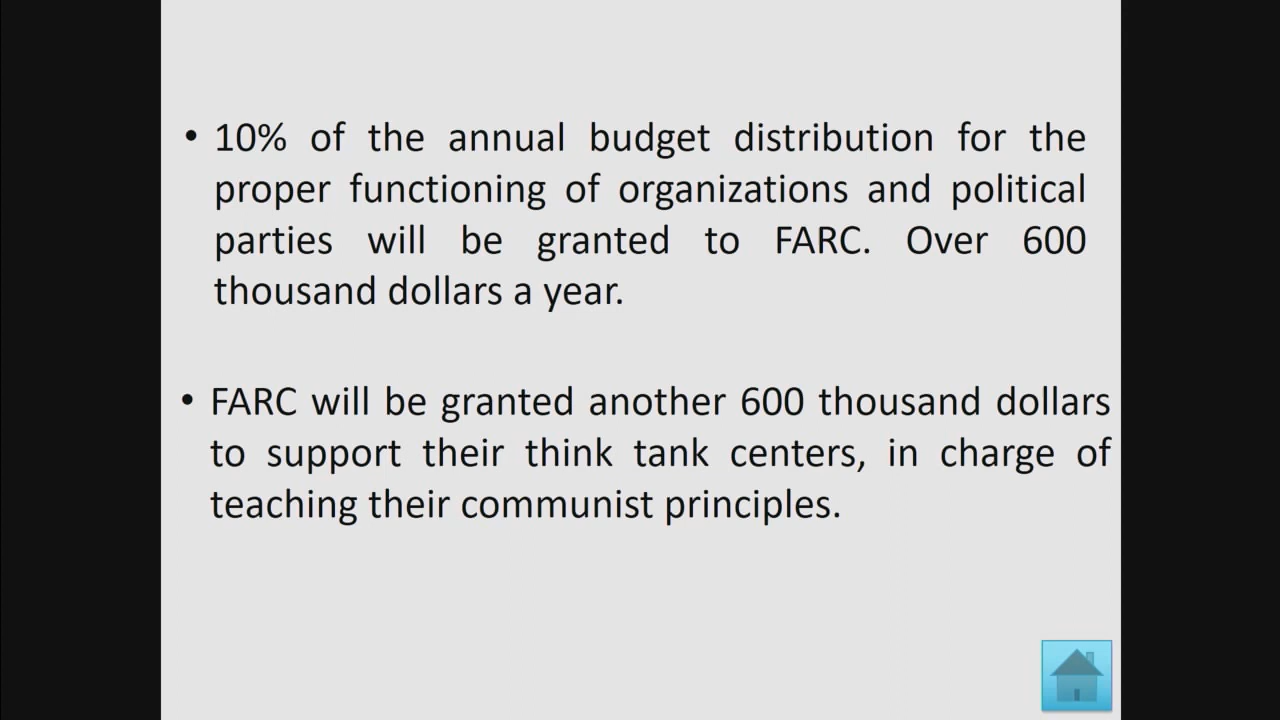 • 10% of the annual budget distribution for the
proper functioning of organizations and political
parties will be granted to FARC. Over 600
thousand dollars a year.
• FARC will be granted another 600 thousand dollars
to support their think tank centers, in charge of
teaching their communist principles.